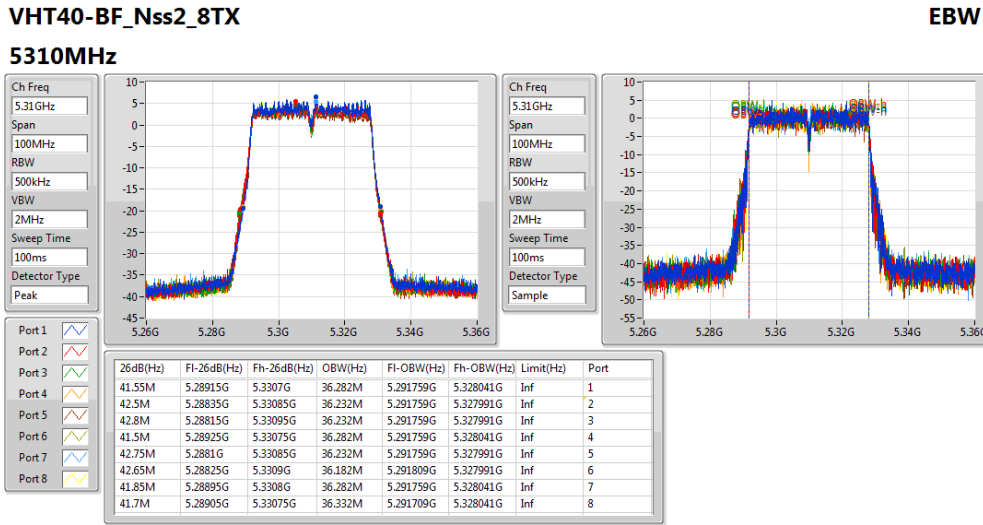 VHT40-BF_Nss2_8TX
EBW
5310MHz
Ch Freq
5.31GHz
Span
100MHz
RBW
500kHz
VBW
2MHz
Sweep Time
100ms
Detector Type
Peak
10
5
0
-5
-10
-15
-20
-25
-30
-35
-40
-45
5.26G 5.28G 5.3G 5.32G 5.34G 5.36G
Ch Freq
5.31GHz
Span
100MHz
RBW
500kHz
VBW
2MHz
Sweep Time
100ms
Detector Type
Sample
10
5
0
-5
-10
-15
-20
-25
-30
-35
-40
-45
-50
-55
5.26G 5.28G 5.3G 5.32G 5.34G 5.36
Port 1
Port 2
Port 3
Port 4
Port 5
Port 6
Port 7
Port 8
26dB(Hz) Fl-26dB(Hz) Fh-26dB(Hz) OBW(Hz) Fl-OBW(Hz) Fh-OBW(Hz) Limit(Hz) Port
41.55M 5.28915G 5.3307G 36.282M 5.291759G 5.328041G Inf 1
42.5M 5.28835G 5.33085G 36.232M 5.291759G 5.327991G Inf 2
42.8M 5.28815G 5.33095G 36.232M 5.291759G 5.327991G Inf 3
41.5M 5.28925G 5.33075G 36.282M 5.291759G 5.328041G Inf 4
42.75M 5.2881G 5.33085G 36.232M 5.291759G 5.327991G Inf 5
42.65M 5.28825G 5.3309G 36.182M 5.291809G 5.327991G Inf 6
41.85M 5.28895G 5.3308G 36.282M 5.291759G 5.328041G Inf 7
41.7M 5.28905G 5.33075G 36.332M 5.291709G 5.328041G Inf 8